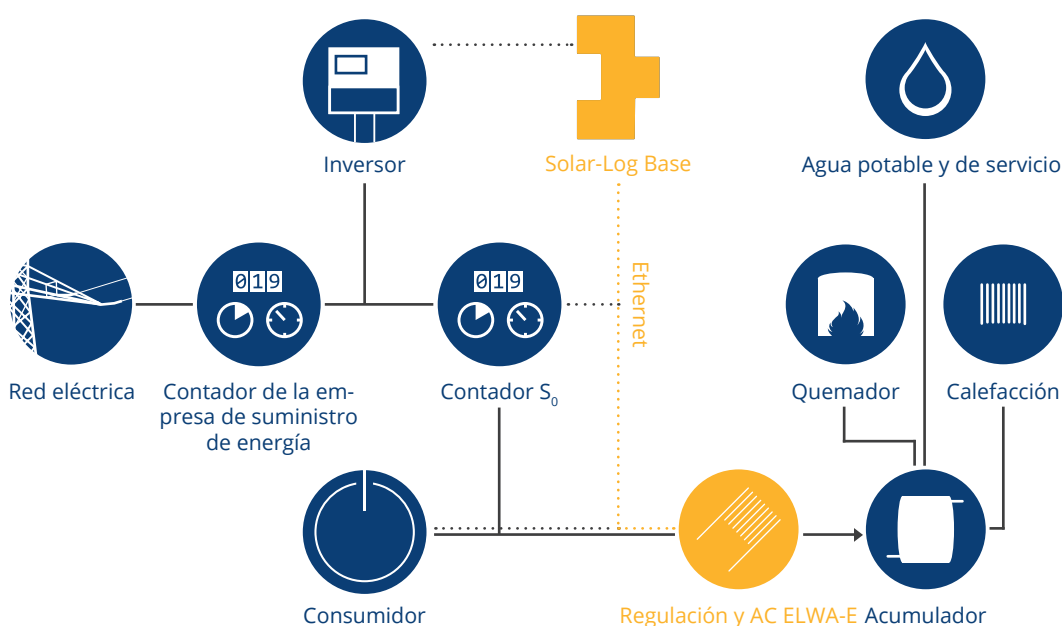 Inversor
Solar-Log Base
Agua potable y de servicio
019
019
Ethernet
Red eléctrica
Contador de la em-
presa de suministro
de energía
Contador S₀
Quemador
Calefacción
Consumidor
Regulación y AC ELWA-E
Acumulador